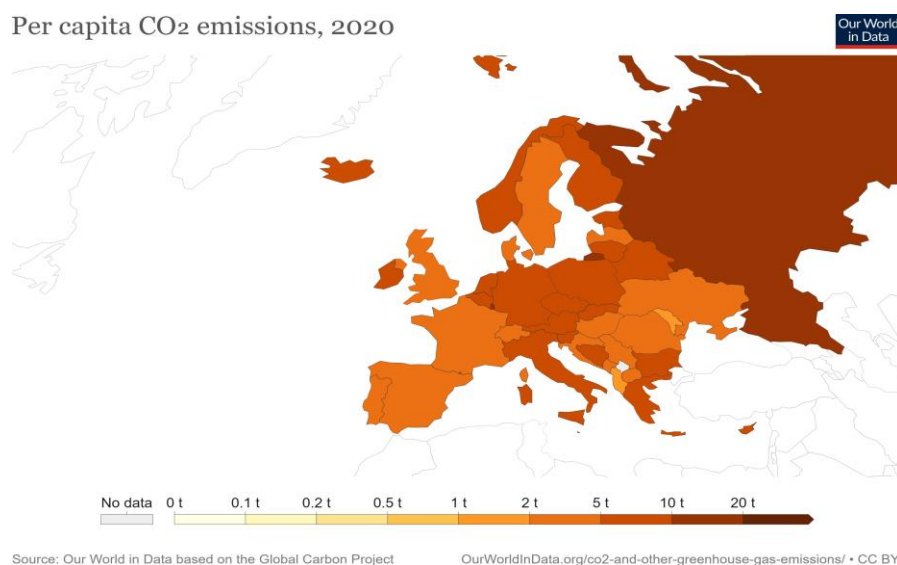 Per capita CO2 emissions, 2020
Our World
in Data
No data 0 t 0.1 t 0.2 t 0.5 t 1 t 2 t 5 t 10 t 20 t
Source: Our World in Data based on the Global Carbon Project OurWorldInData.org/co2-and-other-greenhouse-gas-emissions/ • CC BY